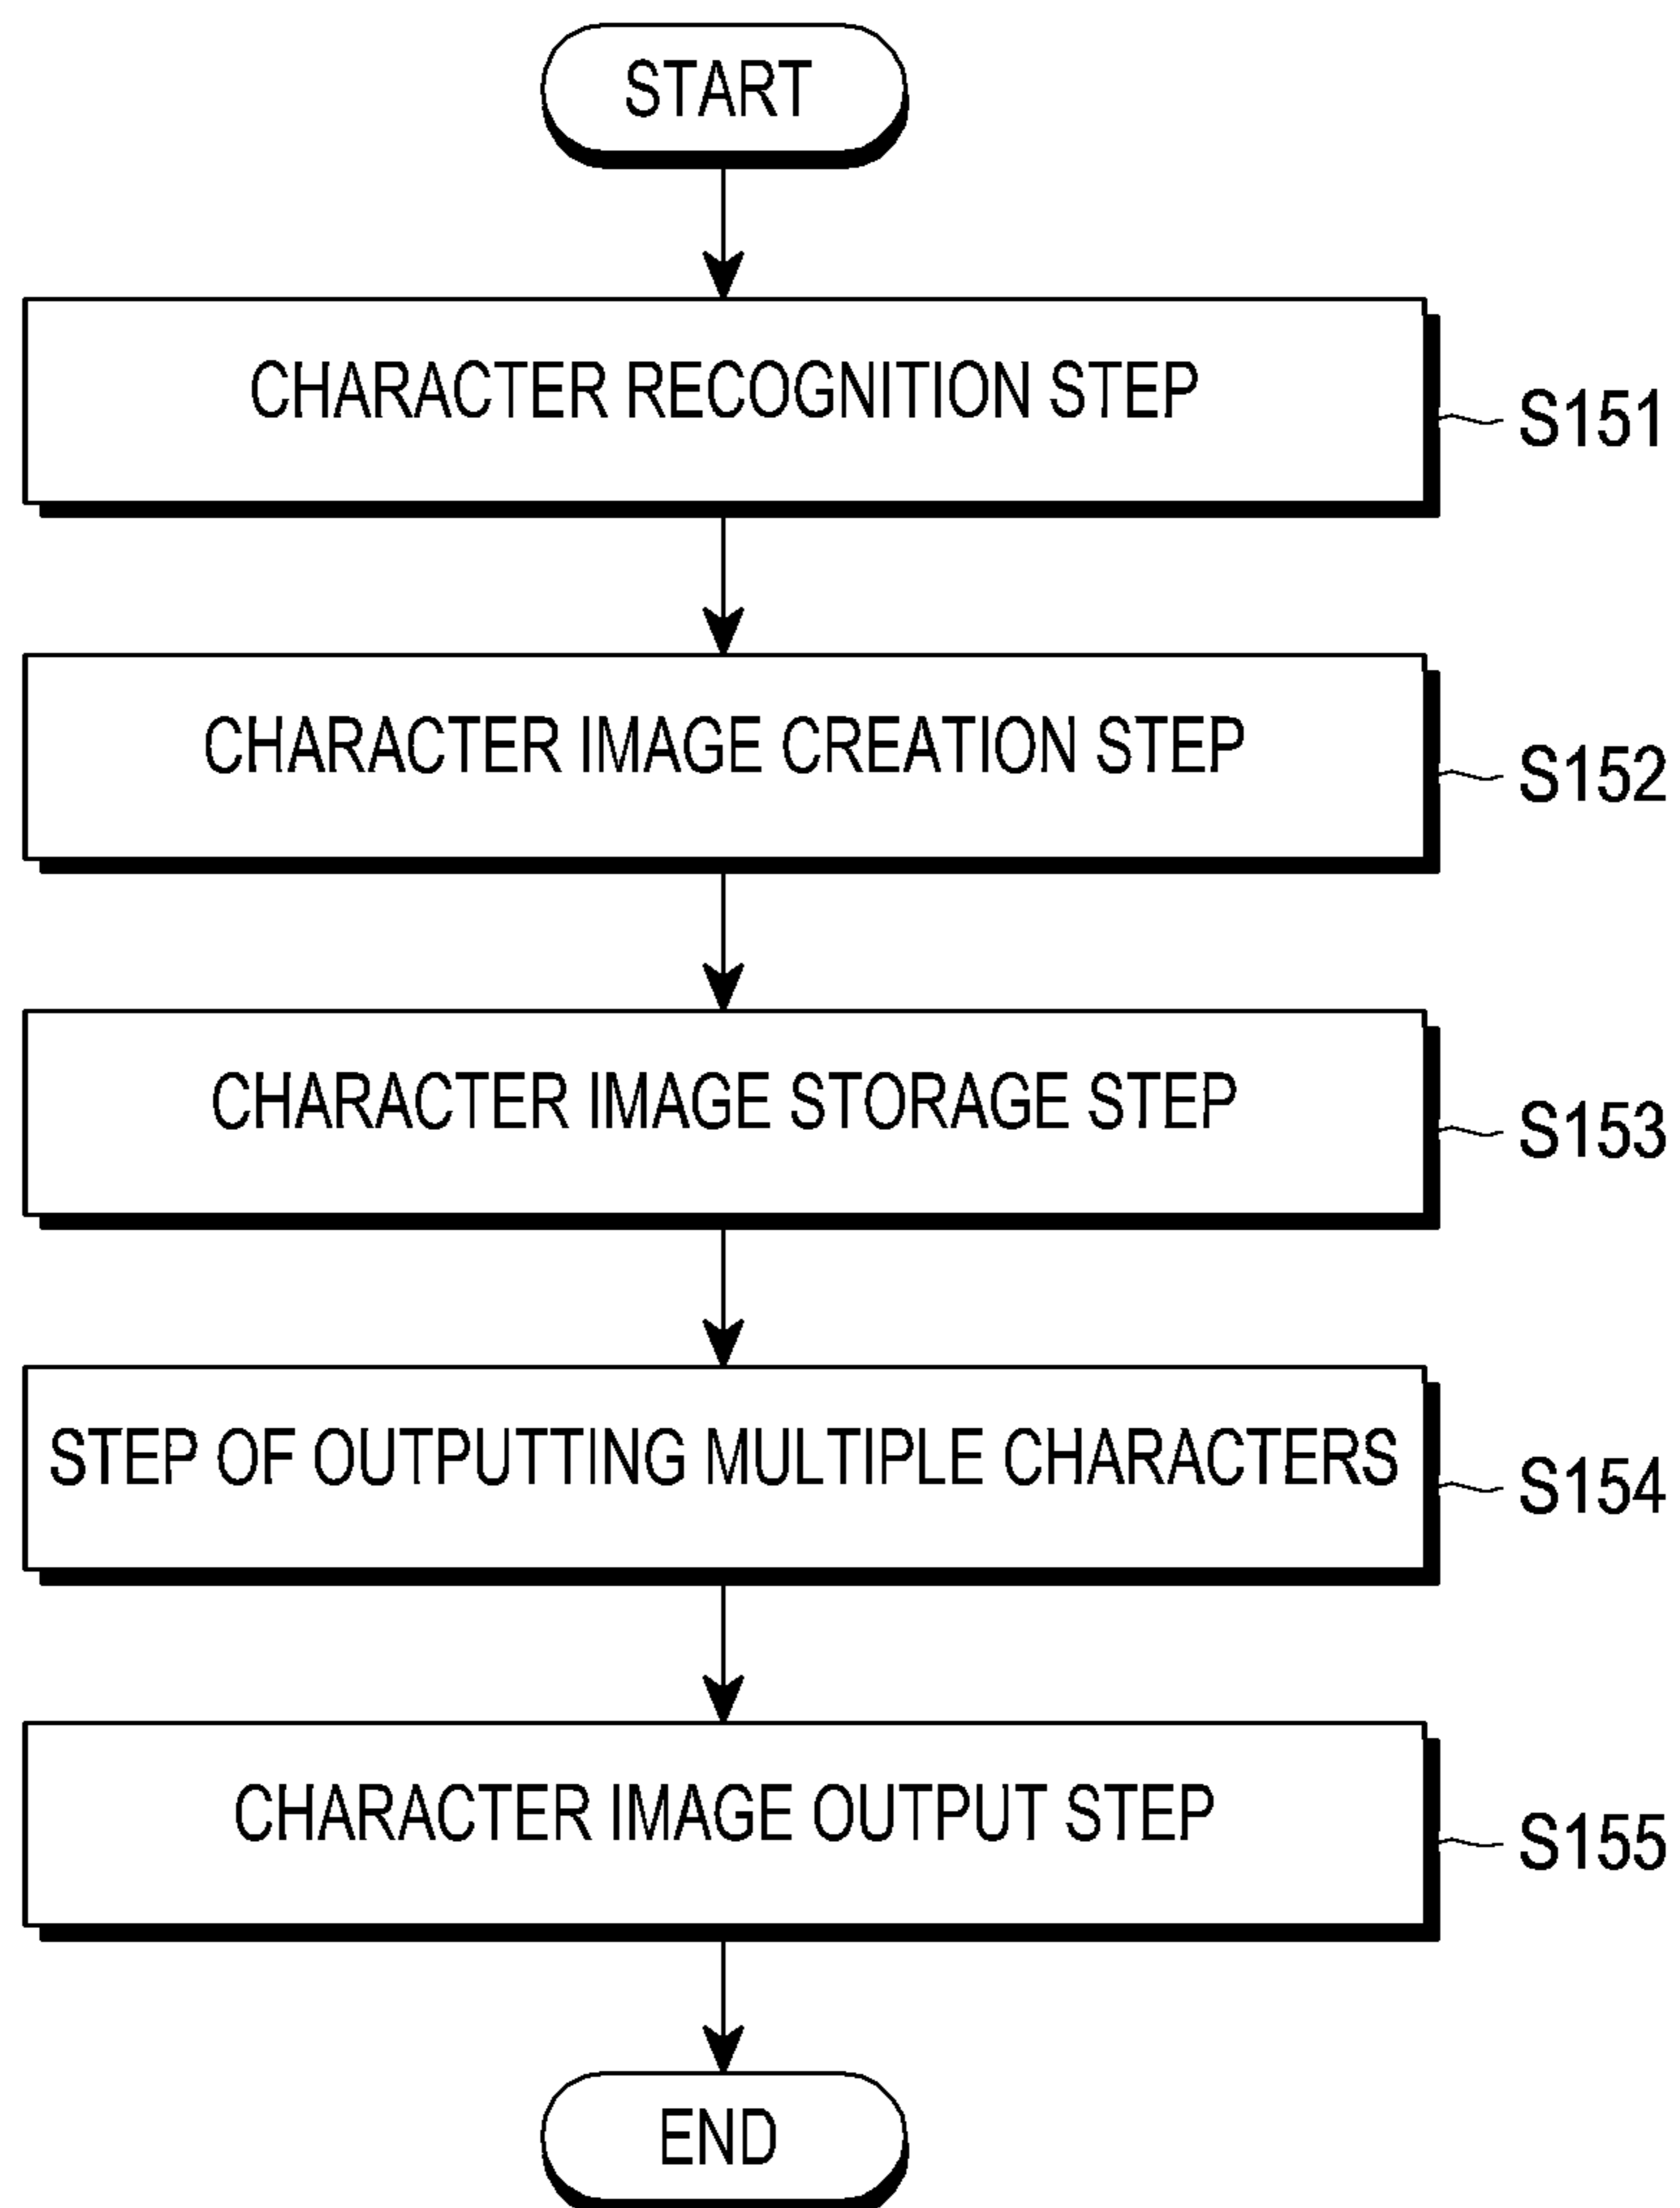 START
CHARACTER RECOGNITION STEP
S151
CHARACTER IMAGE CREATION STEP
S152
CHARACTER IMAGE STORAGE STEP
S153
STEP OF OUTPUTTING MULTIPLE CHARACTERS
S154
CHARACTER IMAGE OUTPUT STEP
S155
END